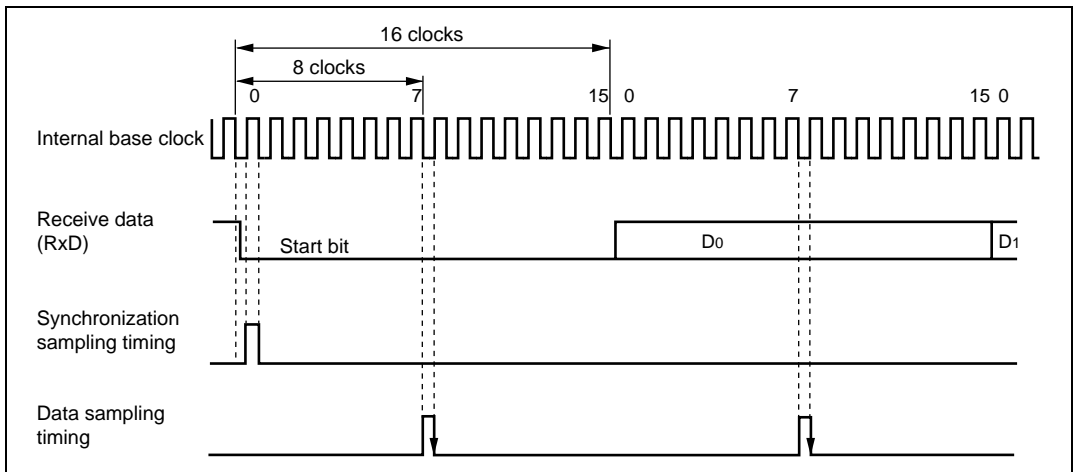 16 clocks
8 clocks
0 7 15 0 7 15 0
Internal base clock
Receive data
(RxD)
Start bit
D0
D1
Synchronization
sampling timing
Data sampling
timing